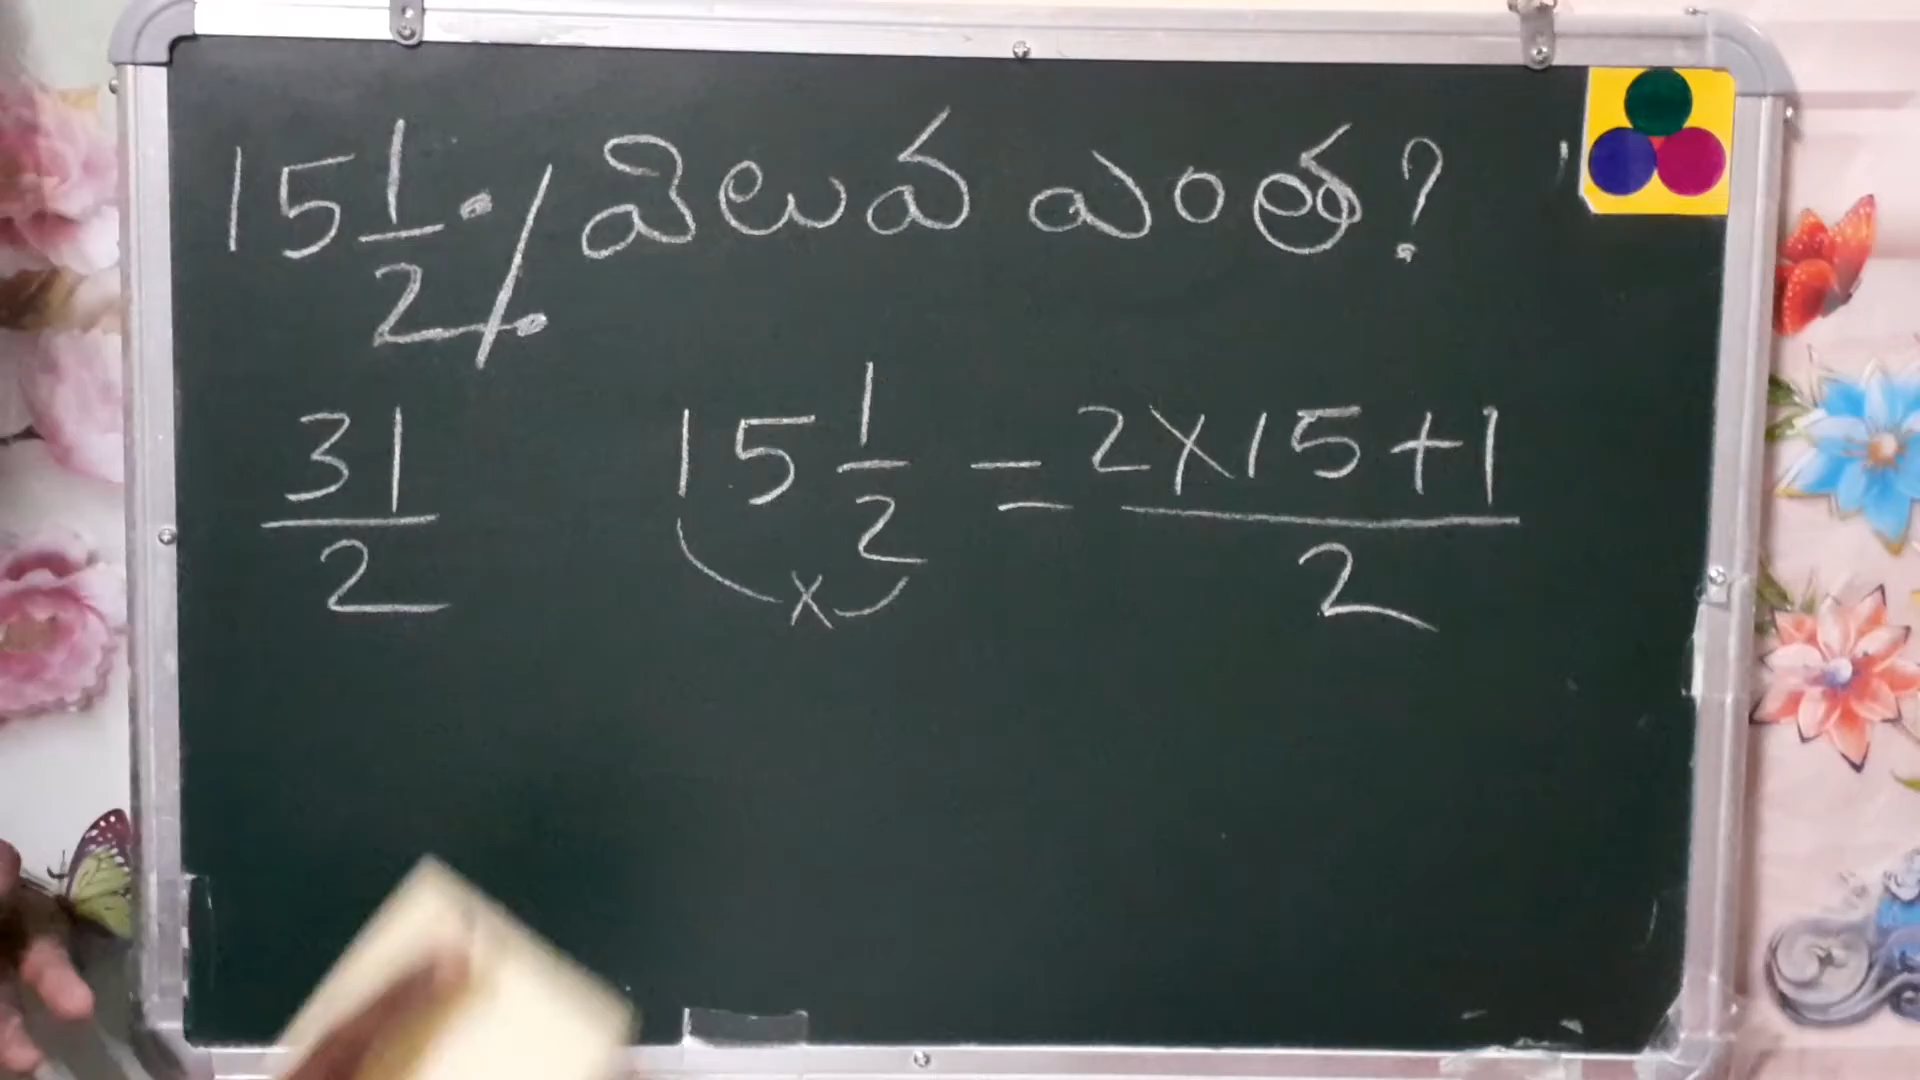 15 1/2 % వెలువ ఎంత?
31/2 15 1/2 = 2×15+1/2
×